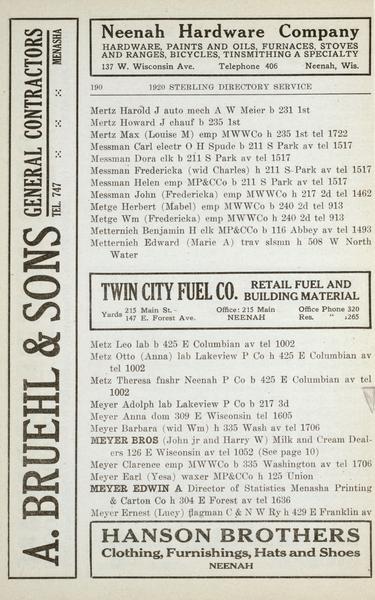 A. BRUEHL & SONS
GENERAL CONTRACTORS
TEL 747 MENASHA
Neenah Hardware Company
HARDWARE, PAINTS AND OILS, FURNACES, STOVES
AND RANGES, BICYCLES, TINSMITHING A SPECIALTY
137 W. Wisconsin Ave. Telephone 406 Neenah, Wis.
190 1920 STERLING DIRECTORY SERVICE
Mertz Harold J auto mech A W Meier b 231 1st
Mertz Howard J chauf b 235 1st
Mertz Max (Louise M) emp MWWCo h 235 1st tel 1722
Messman Carl electr O H Spude b 211 S Park av tel 1517
Messman Dora clk b 211 S Park av tel 1517
Messman Fredericka (wid Charles) h 211 S Park av tel 1517
Messman Helen emp MP&CCo b 211 S Park av tel 1517
Messman John (Fredericka) emp MWWCo h 217 2d tel 1462
Metge Herbert (Mabel) emp MWWCo b 240 2d tel 913
Metge Wm (Fredericka) emp MWWCo h 240 2d tel 913
Metternich Benjamin H clk MP&CCo b 116 Abbey av tel 1493
Metternich Edward (Marie A) trav slsmn h 508 W North
Water
TWIN CITY FUEL CO. RETAIL FUEL AND
BUILDING MATERIAL
Yards 215 Main St. - Office: 215 Main Office Phone 320
147 E. Forest Ave. NEENAH Res. " 1265
Metz Leo lab b 425 E Columbian av tel 1002
Metz Otto (Anna) lab Lakeview P Co h 425 E Columbian av
tel 1002
Metz Theresa fnshr Neenah P Co b 425 E Columbian av tel
1002
Meyer Adolph lab Lakeview P Co b 217 3d
Meyer Anna dom 309 E Wisconsin tel 1605
Meyer Barbara (wid Wm) h 335 Wash av tel 1706
MEYER BROS (John jr and Harry W) Milk and Cream Deal-
ers 126 E Wisconsin av tel 1052 (See page 10)
Meyer Clarence emp MWWCo b 335 Washington av tel 1706
Meyer Earl (Yesa) waxer MP&CCo h 125 Union
MEYER EDWIN A Director of Statistics Menasha Printing
& Carton Co h 304 E Forest av tel 1636
Meyer Ernest (Lucy) flagman C & N W Ry h 429 E Franklin av
HANSON BROTHERS
Clothing, Furnishings, Hats and Shoes
NEENAH